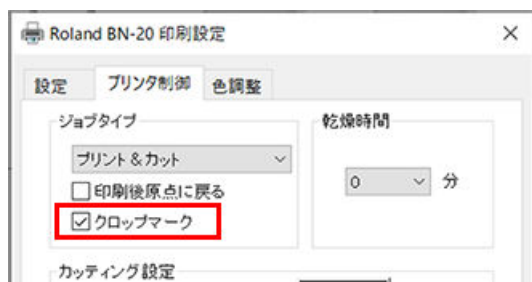 Roland BN-20 印刷設定
設定 プリンタ制御 色調整
ジョブタイプ 乾燥時間
プリント & カット
0 分
印刷後原点に戻る
クロップマーク
カッティング設定